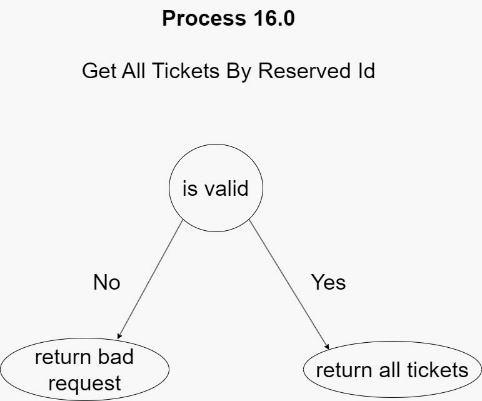 Process 16.0
Get All Tickets By Reserved Id
is valid
No
Yes
return bad
request
return all tickets